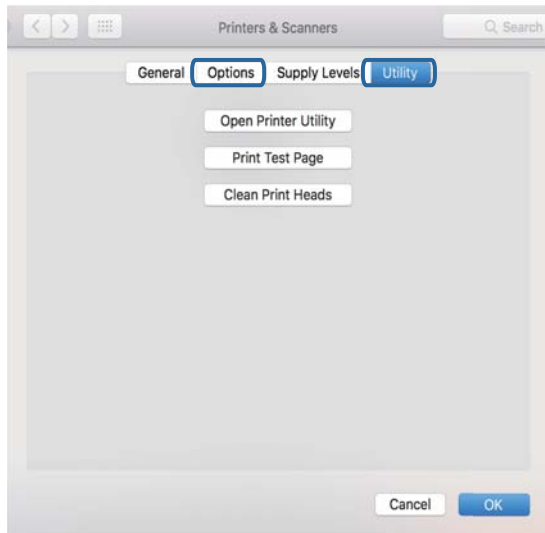 Printers & Scanners Search
General Options Supply Levels Utility
Open Printer Utility
Print Test Page
Clean Print Heads
Cancel OK